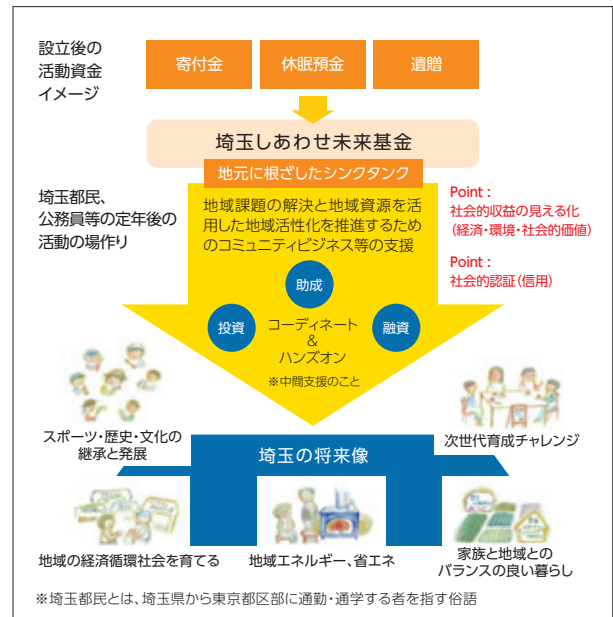 設立後の
活動資金
イメージ
寄付金
休眠預金
遺贈
埼玉しあわせ未来基金
地元に根ざしたシンクタンク
埼玉都民、
公務員等の定年後の
活動の場作り
地域課題の解決と地域資源を活
用した地域活性化を推進するため
のコミュニティビジネス等の支援
Point：
社会的収益の見える化
（経済・環境・社会的価値）
Point：
社会的認証（信用）
助成
投資
コーディネート
&
ハンズオン
融資
※中間支援のこと
スポーツ・歴史・文化の
継承と発展
次世代育成チャレンジ
埼玉の将来像
地域の経済循環社会を育てる
地域エネルギー、省エネ
家族と地域との
バランスの良い暮らし
※埼玉都民とは、埼玉県から東京都区部に通勤・通学する者を指す俗語